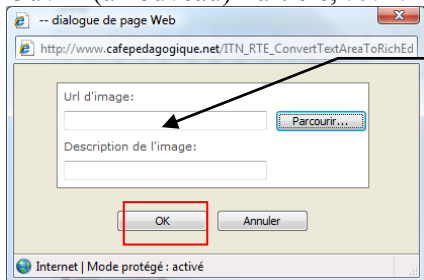 -- dialogue de page Web
http://www.cafepedagogique.net/ITN_RTE_ConvertTextAreaToRichEd
Url d'image:
Parcourir...
Description de l'image:
OK Annuler
Internet | Mode protégé : activé